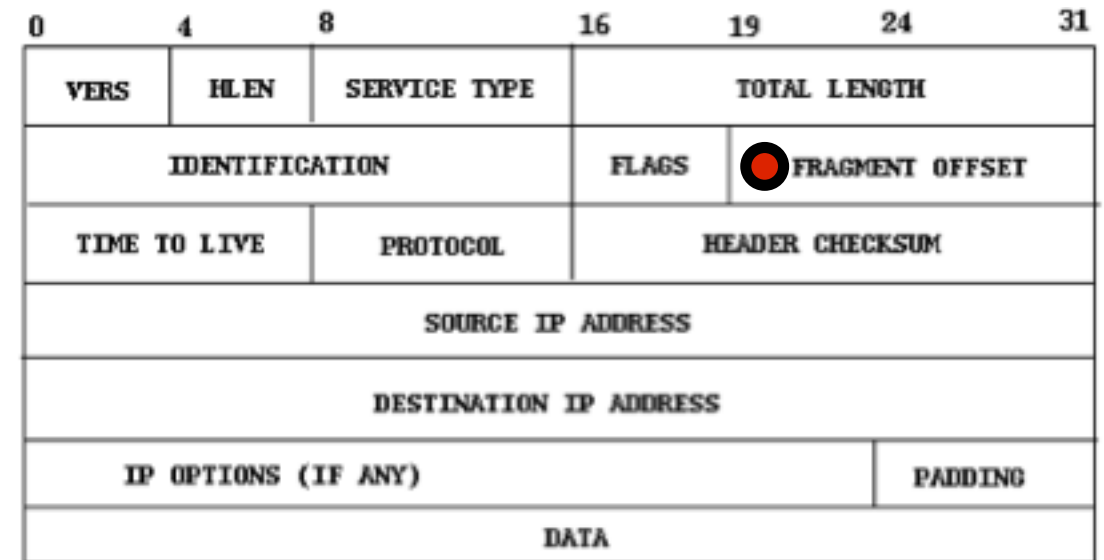 0 4 8 16 19 24 31
VERS HLEN SERVICE TYPE TOTAL LENGTH
IDENTIFICATION FLAGS FRAGMENT OFFSET
TIME TO LIVE PROTOCOL HEADER CHECKSUM
SOURCE IP ADDRESS
DESTINATION IP ADDRESS
IP OPTIONS (IF ANY) PADDING
DATA